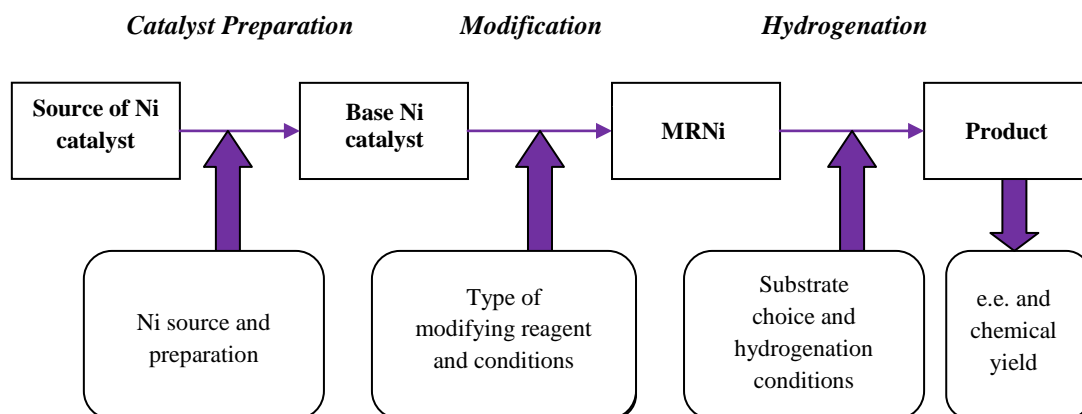 Catalyst Preparation
Modification
Hydrogenation
Source of Ni
catalyst
Base Ni
catalyst
MRNi
Product
Ni source and
preparation
Type of
modifying reagent
and conditions
Substrate
choice and
hydrogenation
conditions
e.e. and
chemical
yield